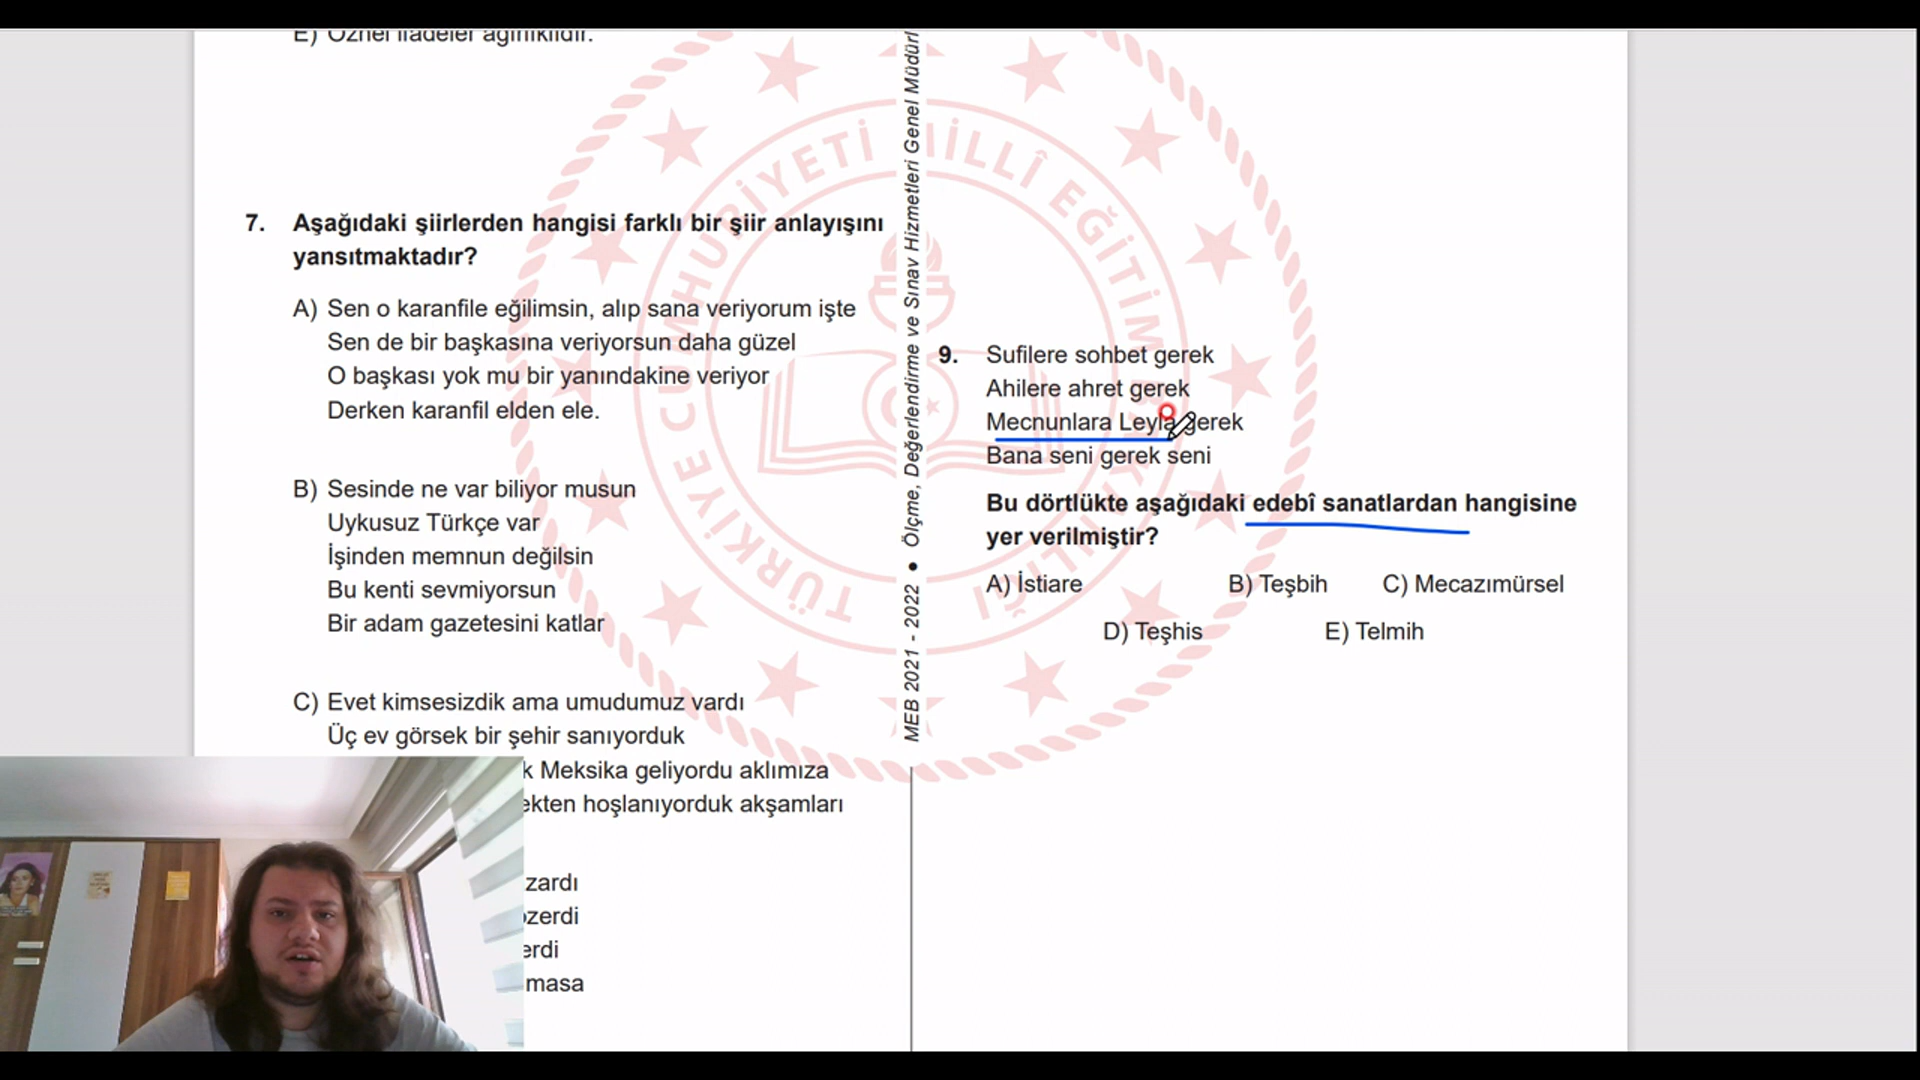 E) Öznel ifadeler ağırlıklıdır.
7. Aşağıdaki şiirlerden hangisi farklı bir şiir anlayışını
yansıtmaktadır?
A) Sen o karanfile eğilimsin, alıp sana veriyorum işte
Sen de bir başkasına veriyorsun daha güzel
O başkası yok mu bir yanındakine veriyor
Derken karanfil elden ele.
B) Sesinde ne var biliyor musun
Uykusuz Türkçe var
İşinden memnun değilsin
Bu kenti sevmiyorsun
Bir adam gazetesini katlar
C) Evet kimsesizdik ama umudumuz vardı
Üç ev görsek bir şehir sanıyorduk
k Meksika geliyordu aklımıza
ekten hoşlanıyorduk akşamları
zardı
özerdi
erdi
masa
MEB 2021 - 2022 ● Ölçme, Değerlendirme ve Sınav Hizmetleri Genel Müdürl
TÜRKİYE CUMHURİYETİ MİLLÎ EĞİTİM BAKANLIĞI
9. Sufilere sohbet gerek
Ahilere ahret gerek
Mecnunlara Leyla gerek
Bana seni gerek seni
Bu dörtlükte aşağıdaki edebî sanatlardan hangisine
yer verilmiştir?
A) İstiare B) Teşbih C) Mecazımürsel
D) Teşhis E) Telmih